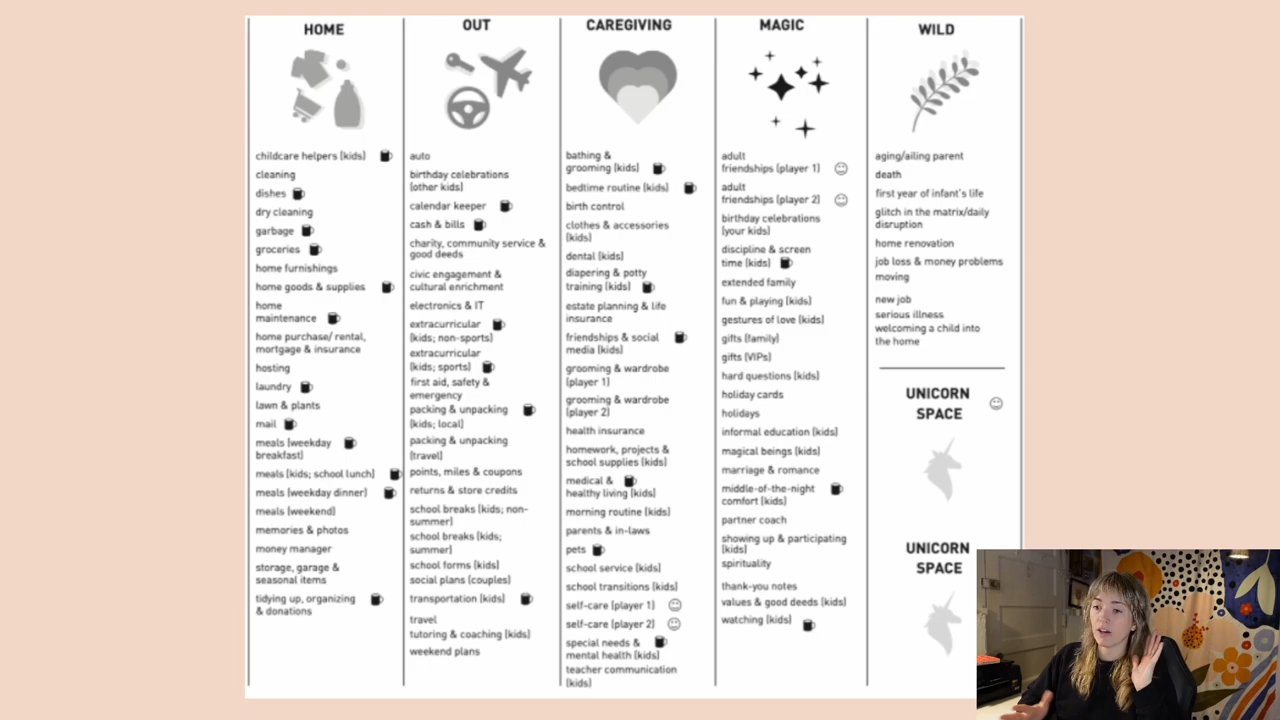 HOME
childcare helpers (kids)
cleaning
dishes
dry cleaning
garbage
groceries
home furnishings
home goods & supplies
home
maintenance
home purchase/ rental,
mortgage & insurance
hosting
laundry
lawn & plants
mail
meals (weekday
breakfast)
meals (kids; school lunch)
meals (weekday dinner)
meals (weekend)
memories & photos
money manager
storage, garage &
seasonal items
tidying up, organizing
& donations
OUT
auto
birthday celebrations
(other kids)
calendar keeper
cash & bills
charity, community service &
good deeds
civic engagement &
cultural enrichment
electronics & IT
extracurricular
(kids; non-sports)
extracurricular
(kids; sports)
first aid, safety &
emergency
packing & unpacking
(kids; local)
packing & unpacking
(travel)
points, miles & coupons
returns & store credits
school breaks (kids; non-
summer)
school breaks (kids;
summer)
school forms (kids)
social plans (couples)
transportation (kids)
travel
tutoring & coaching (kids)
weekend plans
CAREGIVING
bathing &
grooming (kids)
bedtime routine (kids)
birth control
clothes & accessories
(kids)
dental (kids)
diapering & potty
training (kids)
estate planning & life
insurance
friendships & social
media (kids)
grooming & wardrobe
(player 1)
grooming & wardrobe
(player 2)
health insurance
homework, projects &
school supplies (kids)
medical &
healthy living (kids)
morning routine (kids)
parents & in-laws
pets
school service (kids)
school transitions (kids)
self-care (player 1)
self-care (player 2)
special needs &
mental health (kids)
teacher communication
(kids)
MAGIC
adult
friendships (player 1)
adult
friendships (player 2)
birthday celebrations
(your kids)
discipline & screen
time (kids)
extended family
fun & playing (kids)
gestures of love (kids)
gifts (family)
gifts (VIPs)
hard questions (kids)
holiday cards
holidays
informal education (kids)
magical beings (kids)
marriage & romance
middle-of-the-night
comfort (kids)
partner coach
showing up & participating
(kids)
spirituality
thank-you notes
values & good deeds (kids)
watching (kids)
WILD
aging/ailing parent
death
first year of infant's life
glitch in the matrix/daily
disruption
home renovation
job loss & money problems
moving
new job
serious illness
welcoming a child into
the home
UNICORN
SPACE
UNICORN
SPACE